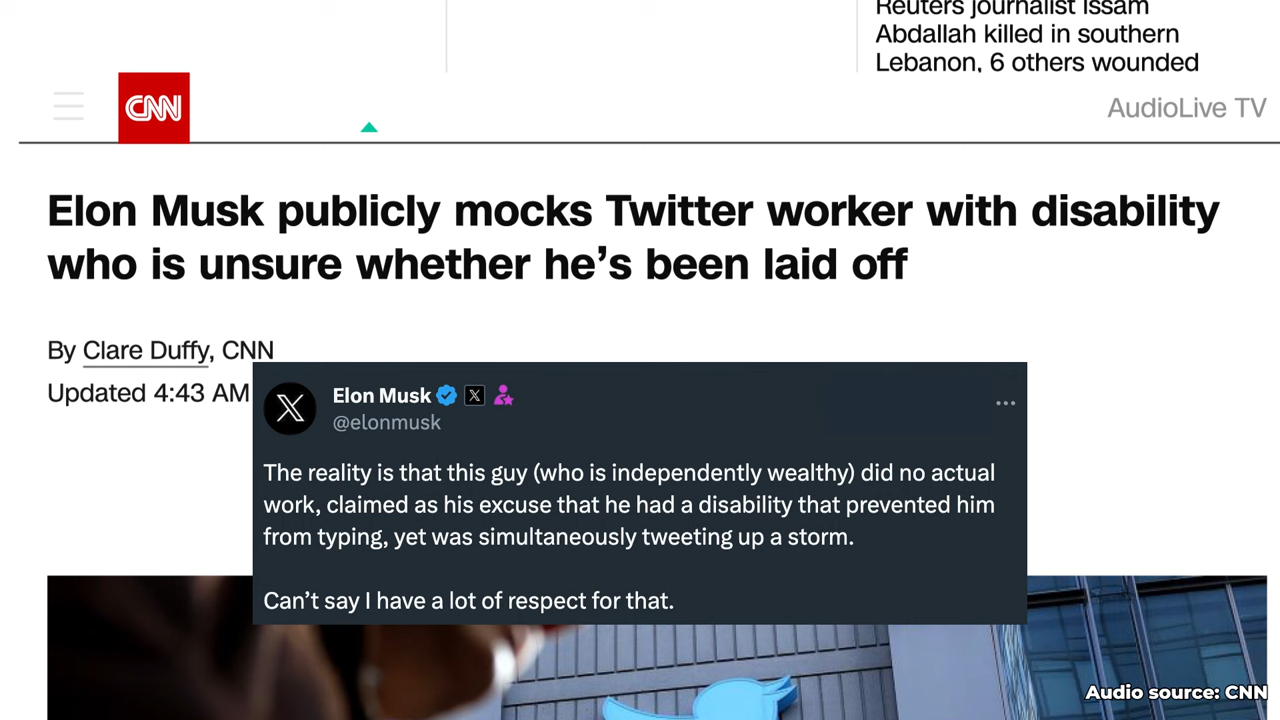 Reuters journalist Issam
Abdallah killed in southern
Lebanon, 6 others wounded
CNN
AudioLive TV
Elon Musk publicly mocks Twitter worker with disability
who is unsure whether he’s been laid off
By Clare Duffy, CNN
Updated 4:43 AM
Elon Musk
@elonmusk
The reality is that this guy (who is independently wealthy) did no actual
work, claimed as his excuse that he had a disability that prevented him
from typing, yet was simultaneously tweeting up a storm.
Can’t say I have a lot of respect for that.
Audio source: CNN